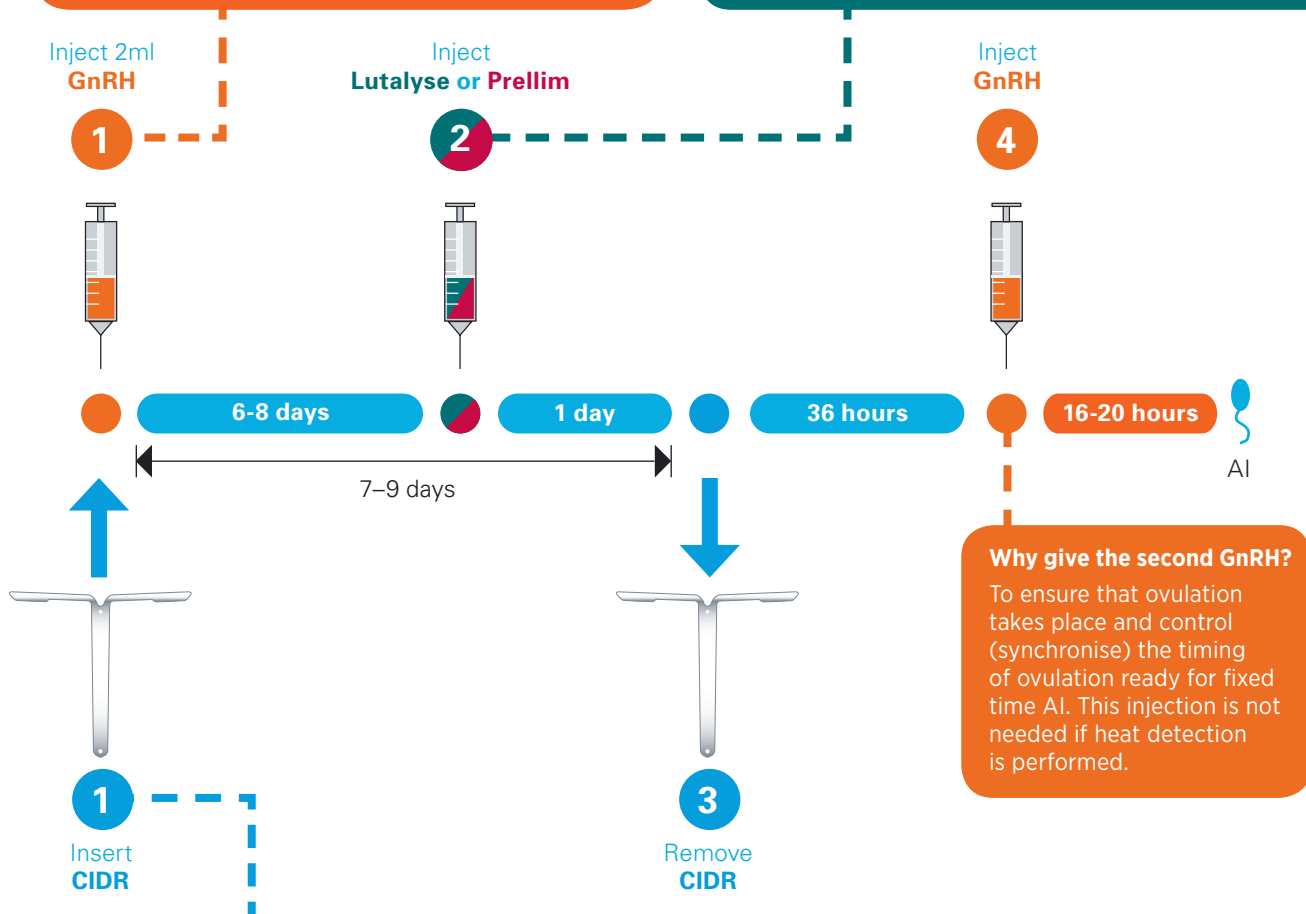 Inject 2ml
GnRH
1
Inject
Lutalyse or Prellim
2
Inject
GnRH
4
6-8 days
1 day
36 hours
16-20 hours
7–9 days
AI
Why give the second GnRH?
To ensure that ovulation
takes place and control
(synchronise) the timing
of ovulation ready for fixed
time AI. This injection is not
needed if heat detection
is performed.
1
Insert
CIDR
3
Remove
CIDR